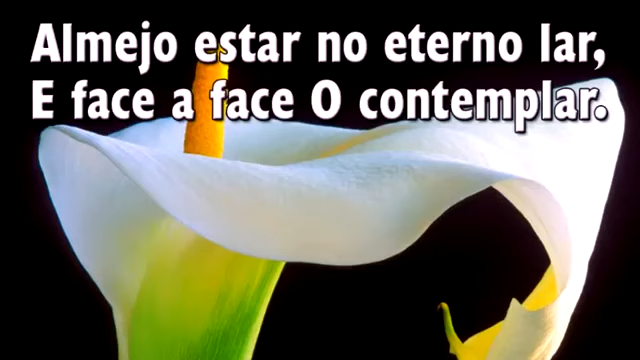 Almejo estar no eterno lar,
E face a face O contemplar.